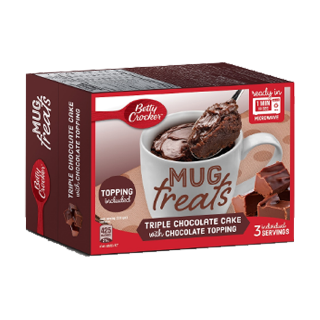 Betty
Crocker
MUG
treats
TRIPLE CHOCOLATE CAKE
with CHOCOLATE TOPPING
Betty
Crocker
ready in
1 MIN
MICROWAVE
MUG
treats
TOPPING
included
TRIPLE CHOCOLATE CAKE
with CHOCOLATE TOPPING
3 individual
SERVINGS
425